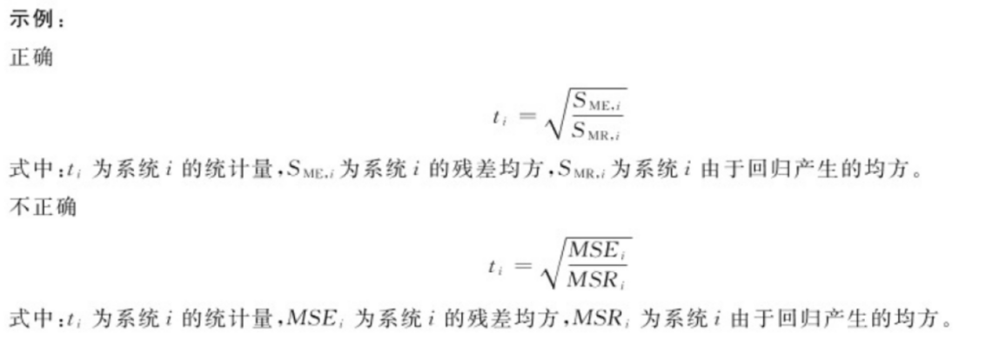 示例：
正确
$t_i = \sqrt{\frac{S_{\mathrm{ME},i}}{S_{\mathrm{MR},i}}}$
式中:$t_i$ 为系统 $i$ 的统计量,$S_{\mathrm{ME},i}$ 为系统 $i$ 的残差均方,$S_{\mathrm{MR},i}$ 为系统 $i$ 由于回归产生的均方。
不正确
$t_i = \sqrt{\frac{MSE_i}{MSR_i}}$
式中:$t_i$ 为系统 $i$ 的统计量,$MSE_i$ 为系统 $i$ 的残差均方,$MSR_i$ 为系统 $i$ 由于回归产生的均方。